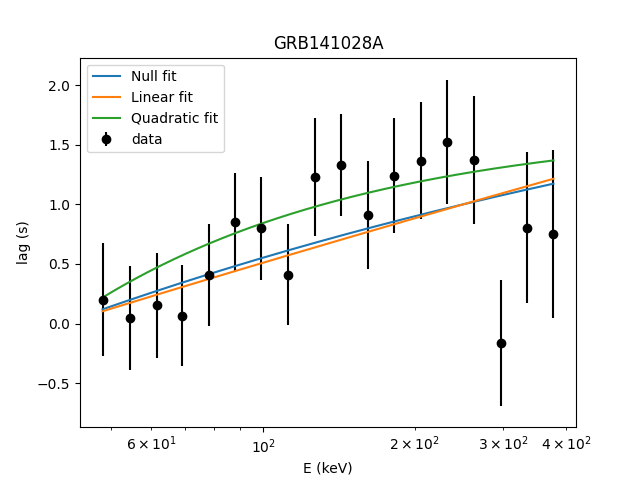 GRB141028A
Null fit
Linear fit
Quadratic fit
data
2.0
1.5
1.0
0.5
0.0
−0.5
lag (s)
6 × 10¹ 10² 2 × 10² 3 × 10² 4 × 10²
E (keV)